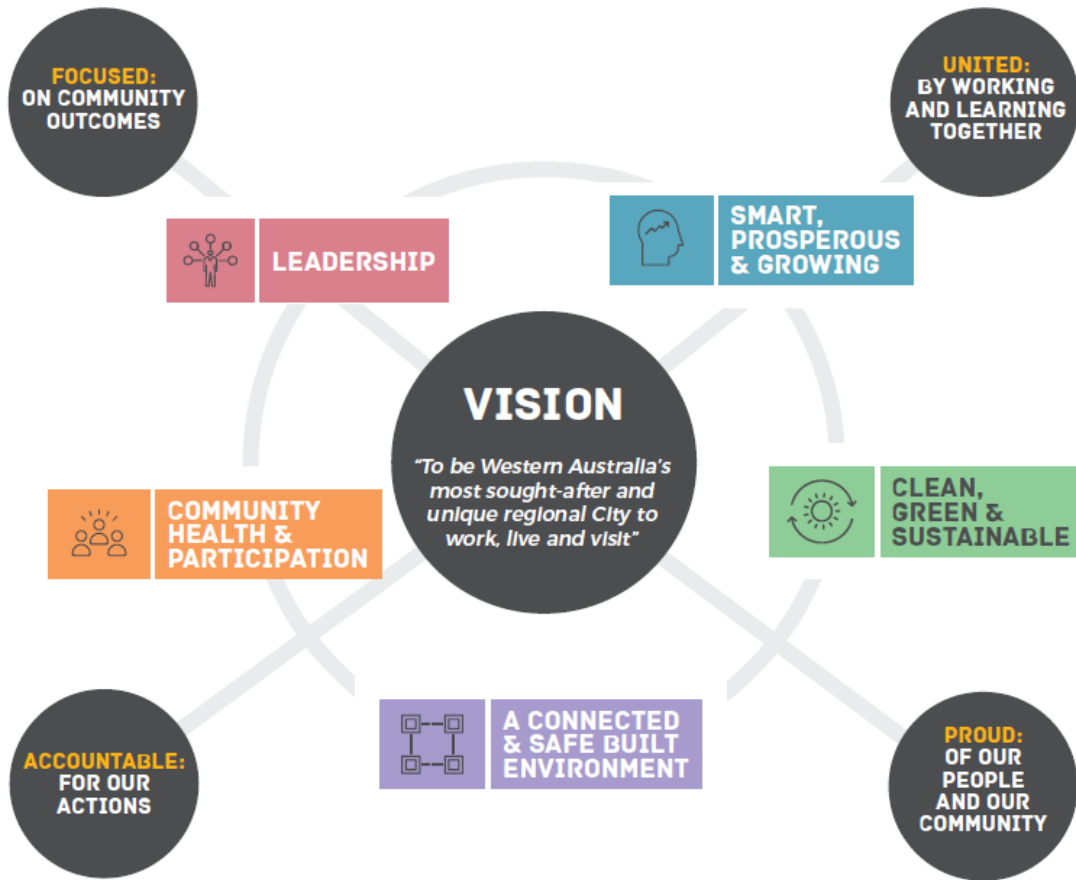 FOCUSED:
ON COMMUNITY
OUTCOMES
UNITED:
BY WORKING
AND LEARNING
TOGETHER
LEADERSHIP
SMART,
PROSPEROUS
& GROWING
VISION
"To be Western Australia's
most sought-after and
unique regional City to
work, live and visit"
COMMUNITY
HEALTH &
PARTICIPATION
CLEAN,
GREEN &
SUSTAINABLE
A CONNECTED
& SAFE BUILT
ENVIRONMENT
ACCOUNTABLE:
FOR OUR
ACTIONS
PROUD:
OF OUR
PEOPLE
AND OUR
COMMUNITY